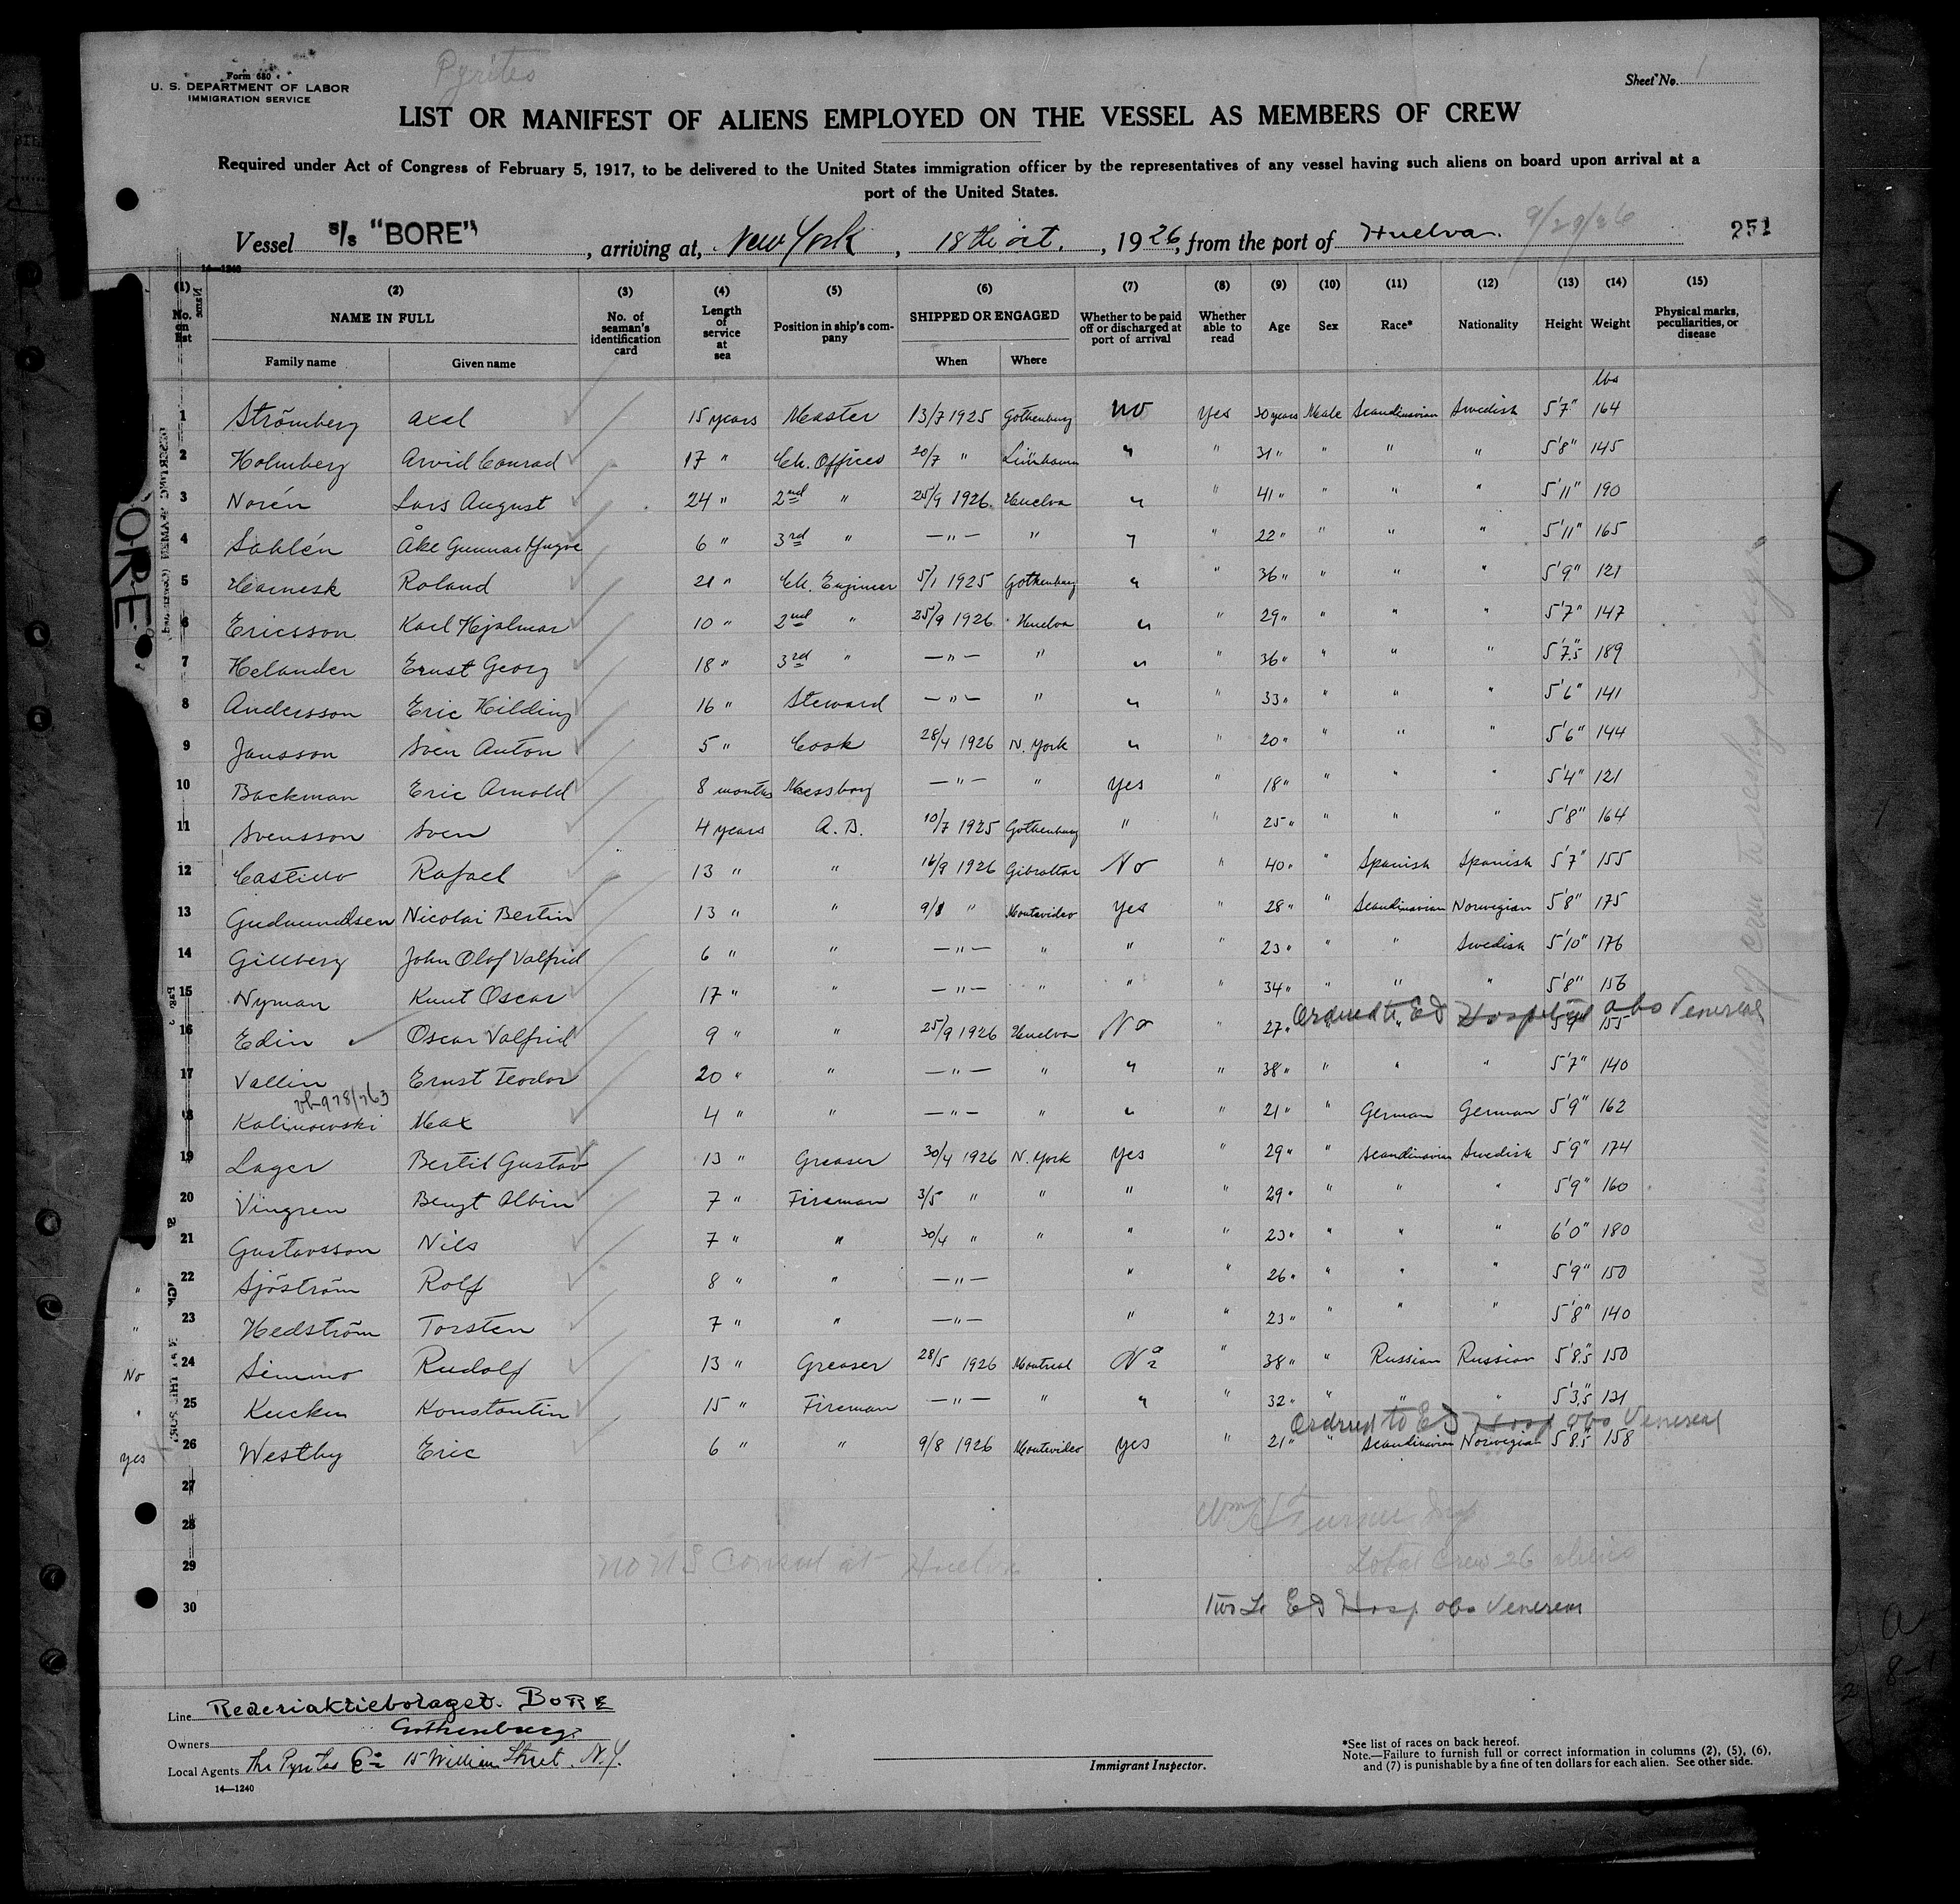 Pyrites
Form 680
U. S. DEPARTMENT OF LABOR
IMMIGRATION SERVICE
Sheet No. 1
LIST OR MANIFEST OF ALIENS EMPLOYED ON THE VESSEL AS MEMBERS OF CREW
Required under Act of Congress of February 5, 1917, to be delivered to the United States immigration officer by the representatives of any vessel having such aliens on board upon arrival at a
port of the United States.
Vessel S/S "BORE", arriving at, New York, 18th oct., 1926, from the port of Huelva. 9/28/26 251
14—1240
(1) No. on list
(2) NAME IN FULL Family name Given name
(3) No. of seaman's identification card
(4) Length of service at sea
(5) Position in ship's company
(6) SHIPPED OR ENGAGED When Where
(7) Whether to be paid off or discharged at port of arrival
(8) Whether able to read
(9) Age
(10) Sex
(11) Race*
(12) Nationality
(13) Height
(14) Weight
(15) Physical marks, peculiarities, or disease
lbs
1 Strömberg Axel 15 years Master 13/7 1925 Gothenburg No Yes 30 years Male Scandinavian Swedish 5'7" 164
2 Holmberg Arvid Conrad 17 " Ch. Officer 20/7 " Limhamn " " 31 " " " " 5'8" 145
3 Norén Lars August 24 " 2nd " 25/9 1926. Huelva " " 41 " " " " 5'11" 190
4 Sahlén Åke Gunnar Yngve 6 " 3rd " —"— " " " 22 " " " " 5'11" 165
5 Harnesk Roland 21 " Ch. Engineer 5/1 1925 Gothenburg " " 36 " " " " 5'9" 121
6 Ericsson Karl Hjalmar 10 " 2nd " 25/9 1926 Huelva " " 29 " " " " 5'7" 147
7 Helander Ernst Georg 18 " 3rd " —"— " " " 36 " " " " 5'7.5" 189
8 Andersson Eric Hilding 16 " Steward —"— " " " 33 " " " " 5'6" 141
9 Jansson Sven Anton 5 " Cook 28/4 1926 N. York " " 20 " " " " 5'6" 144
10 Backman Eric Arnold 8 months Messboy —"— " Yes " 18 " " " " 5'4" 121
11 Svensson Sven 4 years A.B. 10/7 1925 Gothenburg " " 25 " " " " 5'8" 164
12 Castillo Rafael 13 " " 16/9 1926 Gibraltar No " 40 " " Spanish Spanish 5'7" 155
13 Gudmundsen Nicolai Bertin 13 " " 9/8 " Montevideo Yes " 28 " " Scandinavian Norwegian 5'8" 175
14 Gillberg John Olof Valfrid 6 " " —"— " " " 23 " " " Swedish 5'10" 176
15 Nyman Knut Oscar 17 " " —"— " " " 34 " " " " 5'8" 156
Ordered to EI Hospital obs Venereal
16 Edin Oscar Valfrid 9 " " 25/9 1926 Huelva No " 27 " " " 5'9" 155
17 Vallin Ernst Teodor 20 " " —"— " " " 38 " " " " 5'7" 140
18 Kalinowski Max 4 " " —"— " " " 21 " " German German 5'9" 162
19 Lager Bertil Gustav 13 " Greaser 30/4 1926 N. York Yes " 29 " " Scandinavian Swedish 5'9" 174
20 Vingren Bengt Albin 7 " Fireman 3/5 " " " " 29 " " " " 5'9" 160
21 Gustavsson Nils 7 " " 30/4 " " " " 23 " " " " 6'0" 180
" 22 Sjöström Rolf 8 " " —"— " " 26 " " " " 5'9" 150
" 23 Hedström Torsten 7 " " —"— " " 23 " " " " 5'8" 140
No 24 Simmo Rudolf 13 " Greaser 28/5 1926 Montreal No " 38 " " Russian Russian 5'8.5" 150
" 25 Kucken Konstantin 15 " Fireman —"— " " " 32 " " " " 5'3.5" 121
Ordered to EI Hosp obs Venereal
yes 26 Westby Eric 6 " " 9/8 1926 Montevideo yes " 21 " " Scandinavian Norwegian 5'8.5" 158
27
28
29 No U S Consul at Huelva Total Crew 26 aliens
30 Two to EI Hosp obs Venereal
BORE
Line Rederiaktiebolaget. BORE
Gothenburg.
Owners
Local Agents The Pyrites Co 15 William Street. N.Y.
14—1240
Immigrant Inspector.
*See list of races on back hereof.
Note.—Failure to furnish full or correct information in columns (2), (5), (6),
and (7) is punishable by a fine of ten dollars for each alien. See other side.